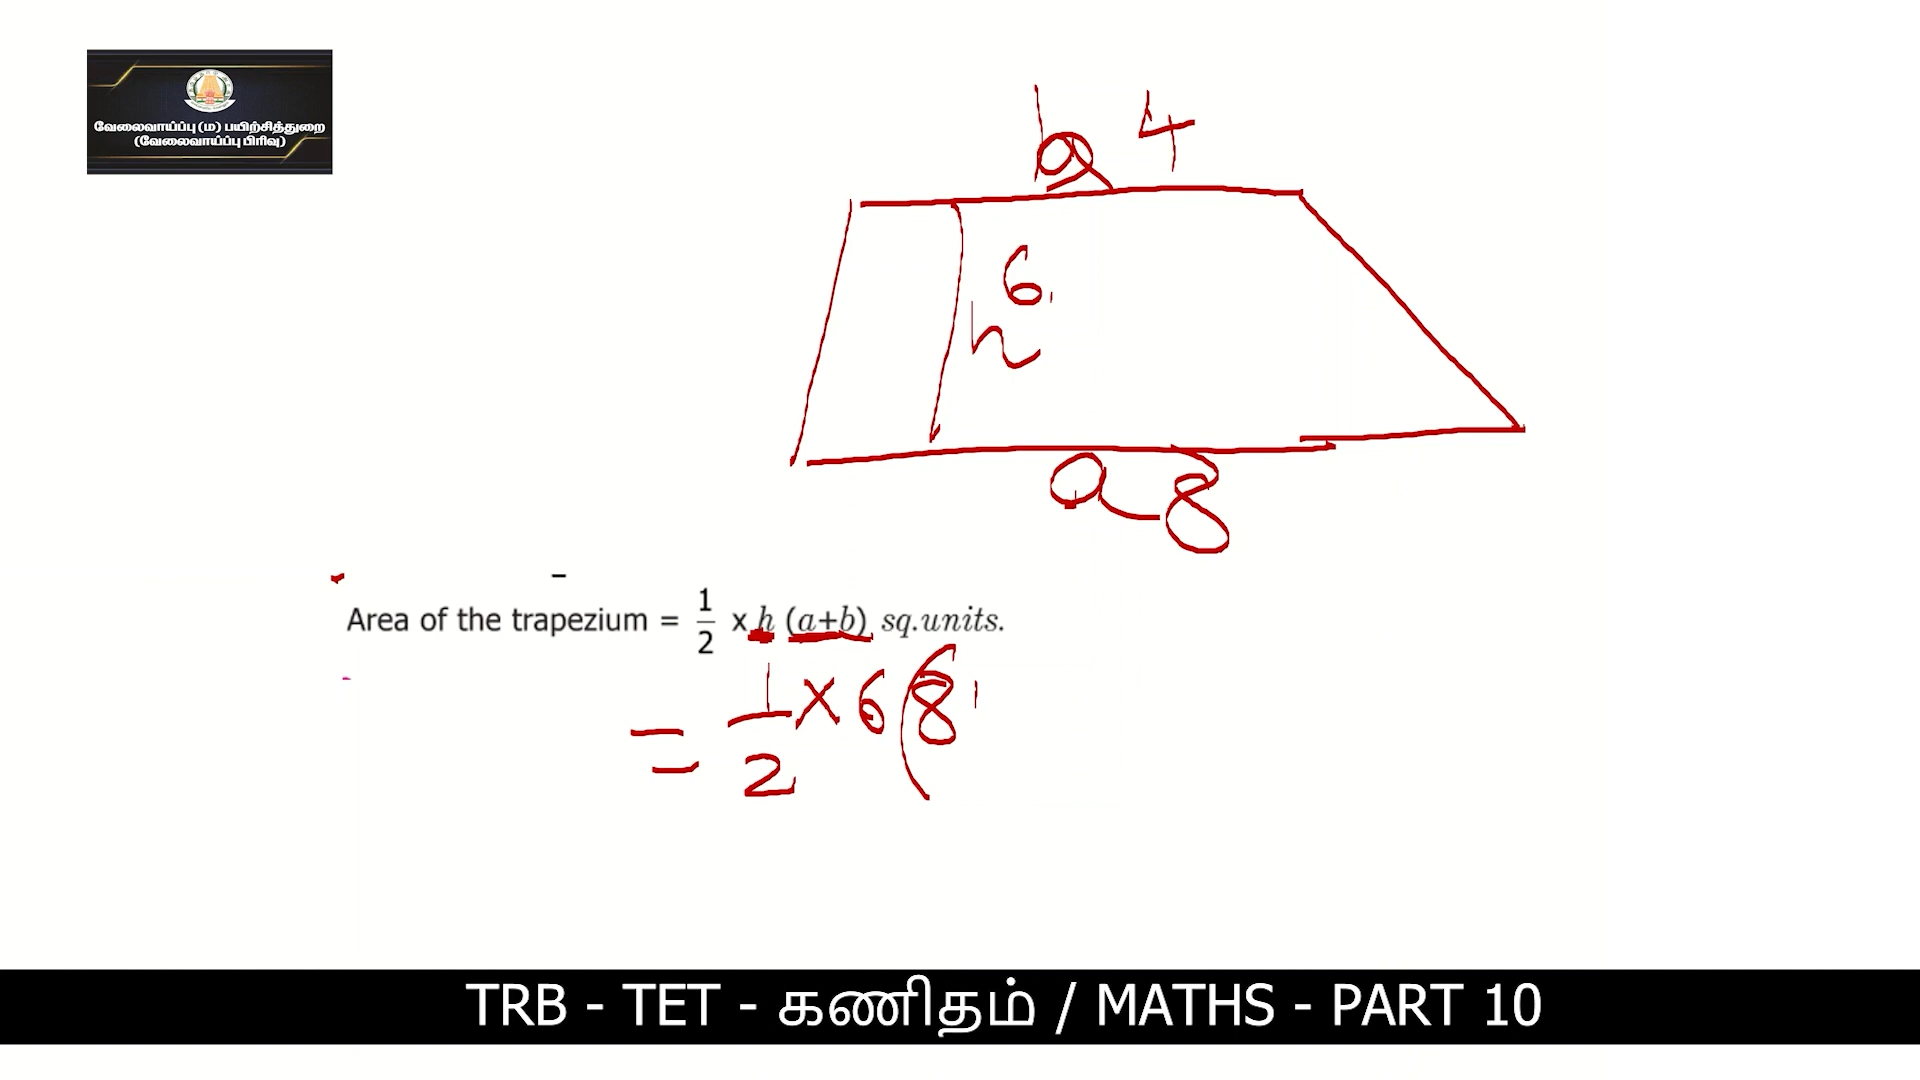 வேலைவாய்ப்பு (ம) பயிற்சித்துறை
(வேலைவாய்ப்பு பிரிவு)
b 4
6
h
a 8
Area of the trapezium = 1/2 x h (a+b) sq.units.
= 1/2 × 6 (8
TRB - TET - கணிதம் / MATHS - PART 10